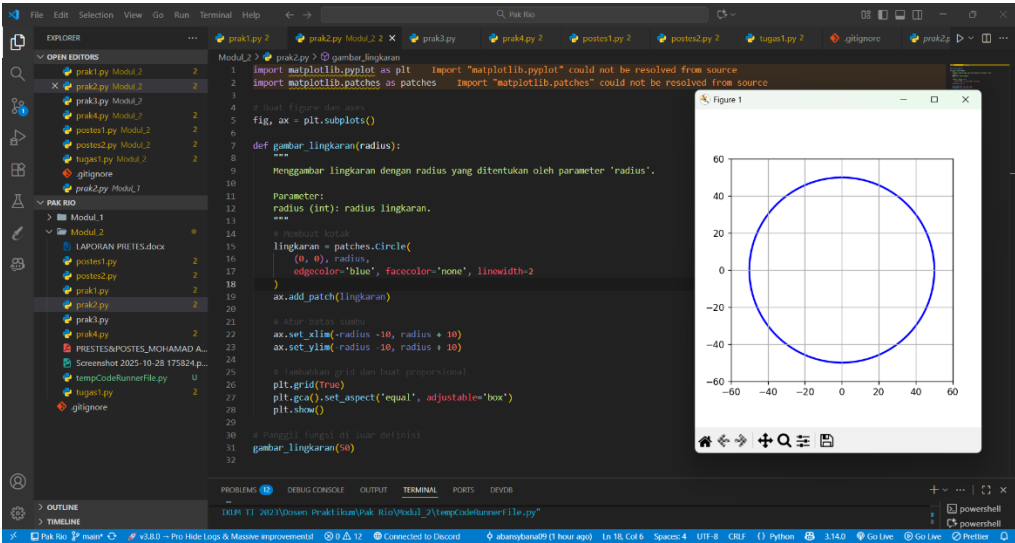 File Edit Selection View Go Run Terminal Help
Pak Rio
EXPLORER
prak1.py 2
prak2.py Modul_2 2
prak3.py
prak4.py 2
postes1.py 2
postes2.py 2
tugas1.py 2
.gitignore
prak2.p
OPEN EDITORS
prak1.py Modul_2 2
prak2.py Modul_2 2
prak3.py Modul_2
prak4.py Modul_2 2
postes1.py Modul_2 2
postes2.py Modul_2 2
tugas1.py Modul_2 2
.gitignore
prak2.py Modul_1
PAK RIO
Modul_1
Modul_2
LAPORAN PRETES.docx
postes1.py 2
postes2.py 2
prak1.py 2
prak2.py 2
prak3.py
prak4.py 2
PRESTES&POSTES_MOHAMAD A...
Screenshot 2025-10-28 175824.p...
tempCodeRunnerFile.py U
tugas1.py 2
.gitignore
OUTLINE
TIMELINE
Modul_2 > prak2.py > gambar_lingkaran
1 import matplotlib.pyplot as plt Import "matplotlib.pyplot" could not be resolved from source
2 import matplotlib.patches as patches Import "matplotlib.patches" could not be resolved from source
3
4 # Buat figure dan axes
5 fig, ax = plt.subplots()
6
7 def gambar_lingkaran(radius):
8 """
9 Menggambar lingkaran dengan radius yang ditentukan oleh parameter 'radius'.
10
11 Parameter:
12 radius (int): radius lingkaran.
13 """
14 # Membuat kotak
15 lingkaran = patches.Circle(
16 (0, 0), radius,
17 edgecolor='blue', facecolor='none', linewidth=2
18 )
19 ax.add_patch(lingkaran)
20
21 # Atur batas sumbu
22 ax.set_xlim(-radius -10, radius + 10)
23 ax.set_ylim(-radius -10, radius + 10)
24
25 # Tambahkan grid dan buat proporsional
26 plt.grid(True)
27 plt.gca().set_aspect('equal', adjustable='box')
28 plt.show()
29
30 # Panggil fungsi di luar definisi
31 gambar_lingkaran(50)
32
Figure 1
60
40
20
0
−20
−40
−60
−60 −40 −20 0 20 40 60
PROBLEMS 12 DEBUG CONSOLE OUTPUT TERMINAL PORTS DEVDB
IKUM TI 2023\Dosen Praktikum\Pak Rio\Modul_2\tempCodeRunnerFile.py"
powershell
powershell
Pak Rio main* v3.8.0 → Pro Hide Logs & Massive improvements! 0 12 Connected to Discord abansybana09 (1 hour ago) Ln 18, Col 6 Spaces: 4 UTF-8 CRLF {} Python 3.14.0 Go Live Go Live Prettier